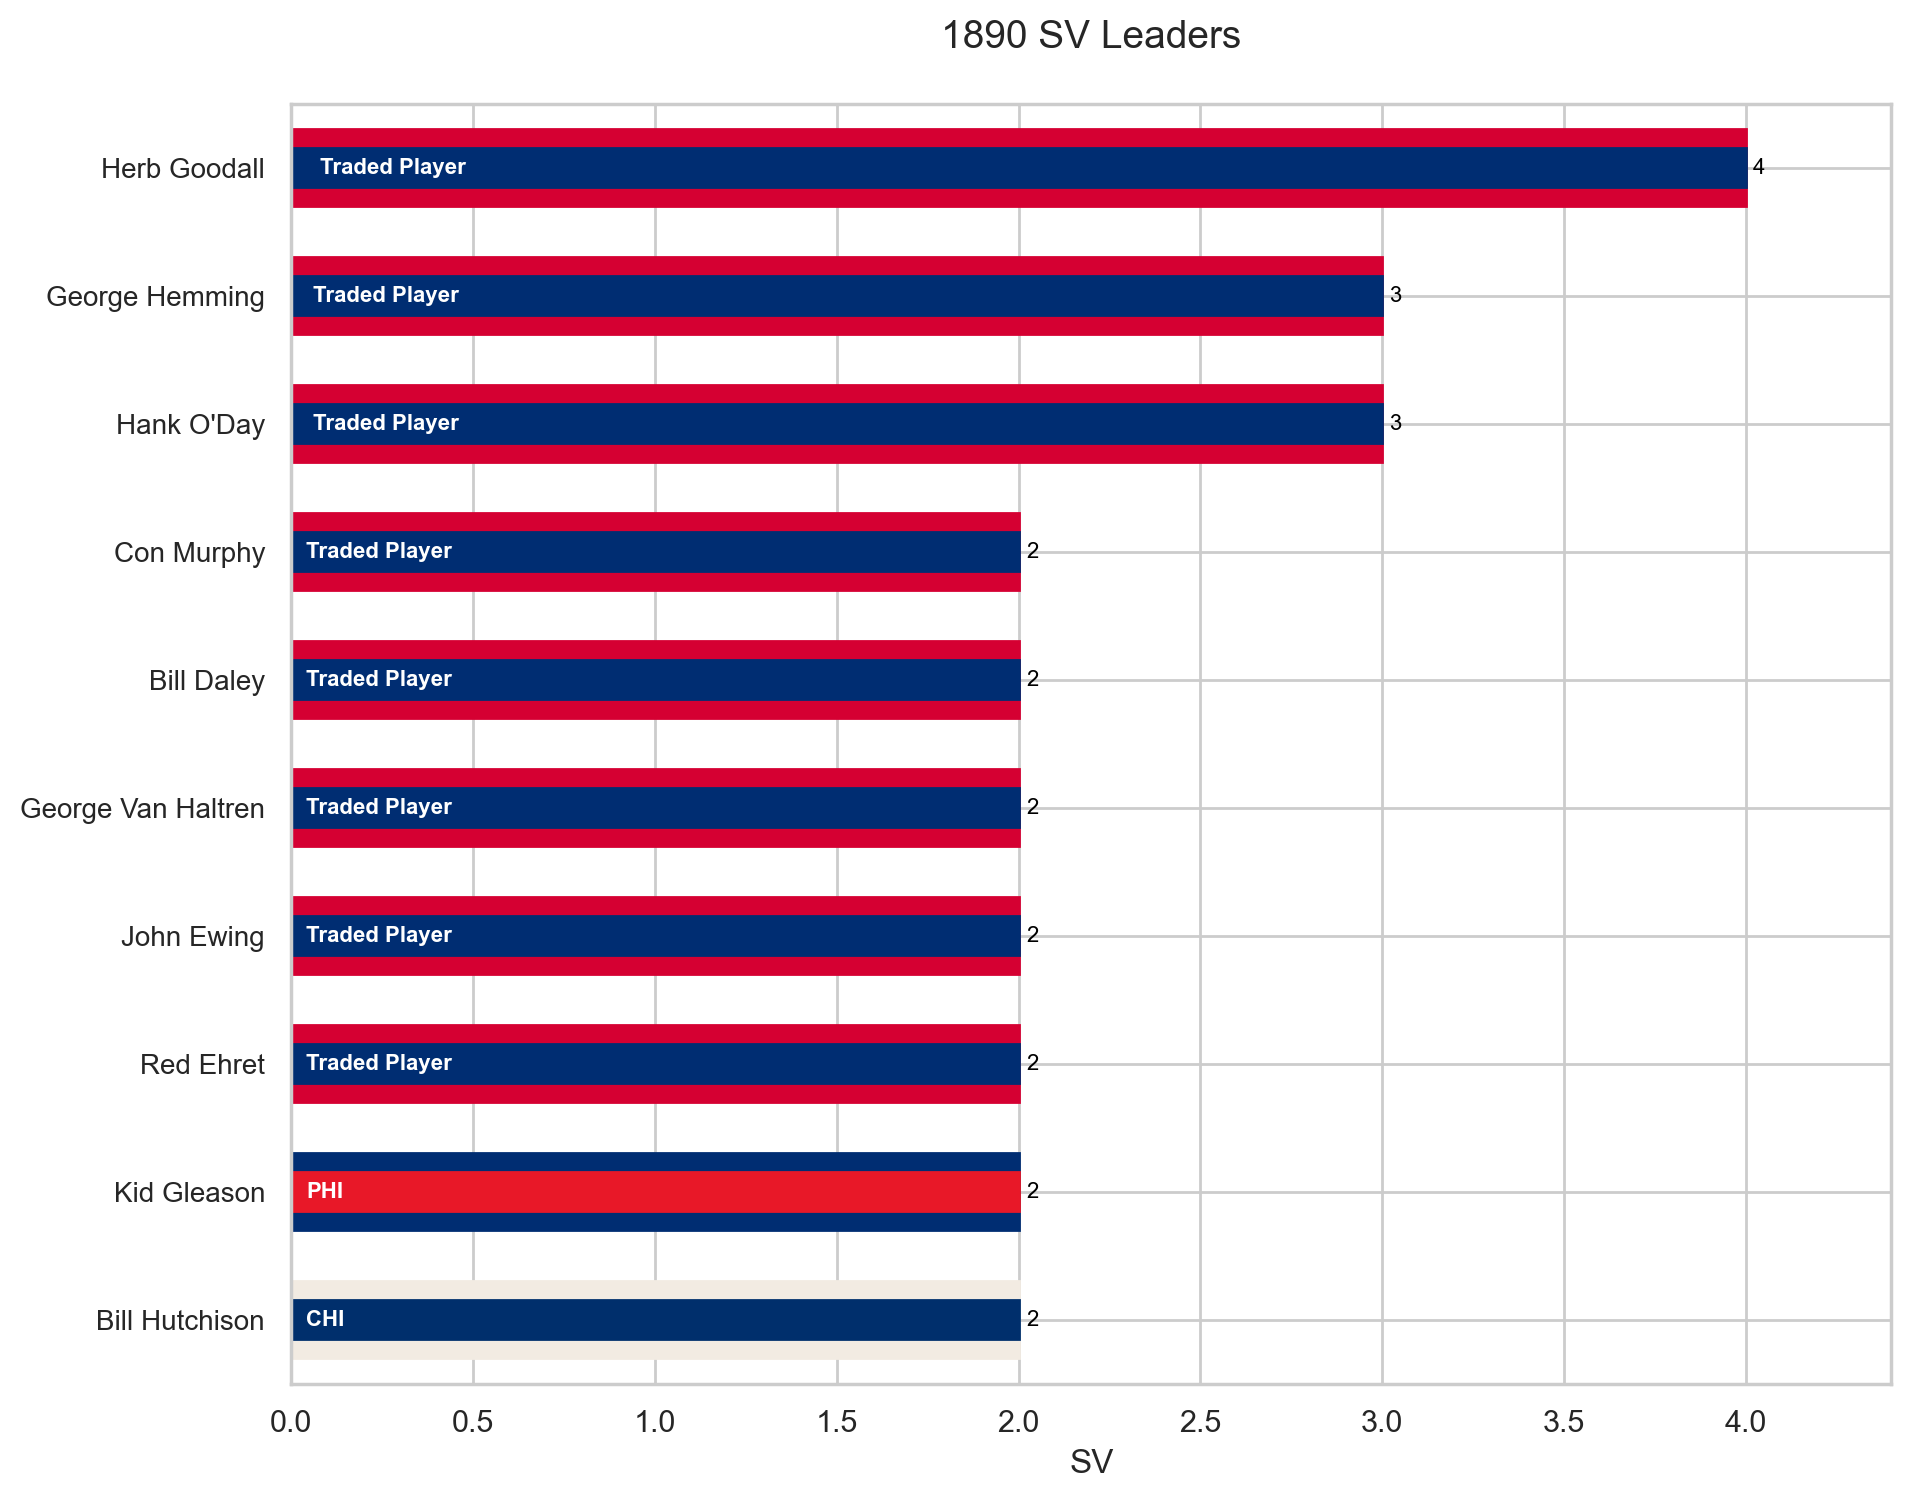 1890 SV Leaders
Herb Goodall Traded Player 4
George Hemming Traded Player 3
Hank O'Day Traded Player 3
Con Murphy Traded Player 2
Bill Daley Traded Player 2
George Van Haltren Traded Player 2
John Ewing Traded Player 2
Red Ehret Traded Player 2
Kid Gleason PHI 2
Bill Hutchison CHI 2
0.0 0.5 1.0 1.5 2.0 2.5 3.0 3.5 4.0
SV